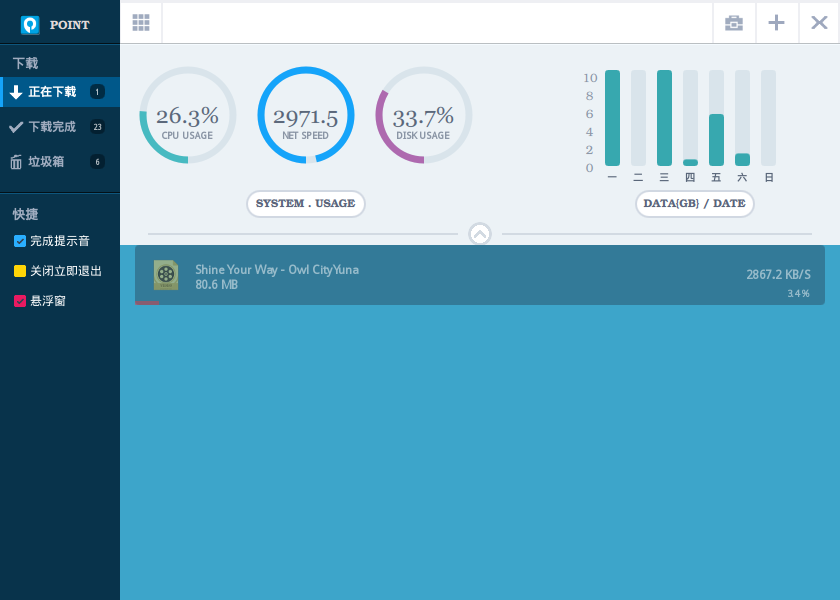 POINT
下载
正在下载 1
下载完成 23
垃圾箱 6
快捷
完成提示音
关闭立即退出
悬浮窗
26.3%
CPU USAGE
2971.5
NET SPEED
33.7%
DISK USAGE
SYSTEM . USAGE
10
8
6
4
2
0
一 二 三 四 五 六 日
DATA(GB) / DATE
Shine Your Way - Owl CityYuna
80.6 MB
2867.2 KB/S
3.4%